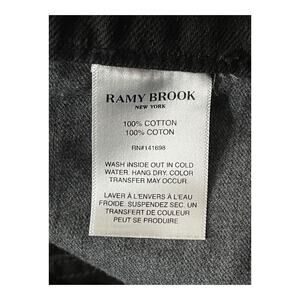 RAMY BROOK
NEW YORK
100% COTTON
100% COTON
RN#141698
WASH INSIDE OUT IN COLD
WATER. HANG DRY. COLOR
TRANSFER MAY OCCUR.
LAVER À L'ENVERS À L'EAU
FROIDE. SUSPENDEZ SEC. UN
TRANSFERT DE COULEUR
PEUT SE PRODUIRE